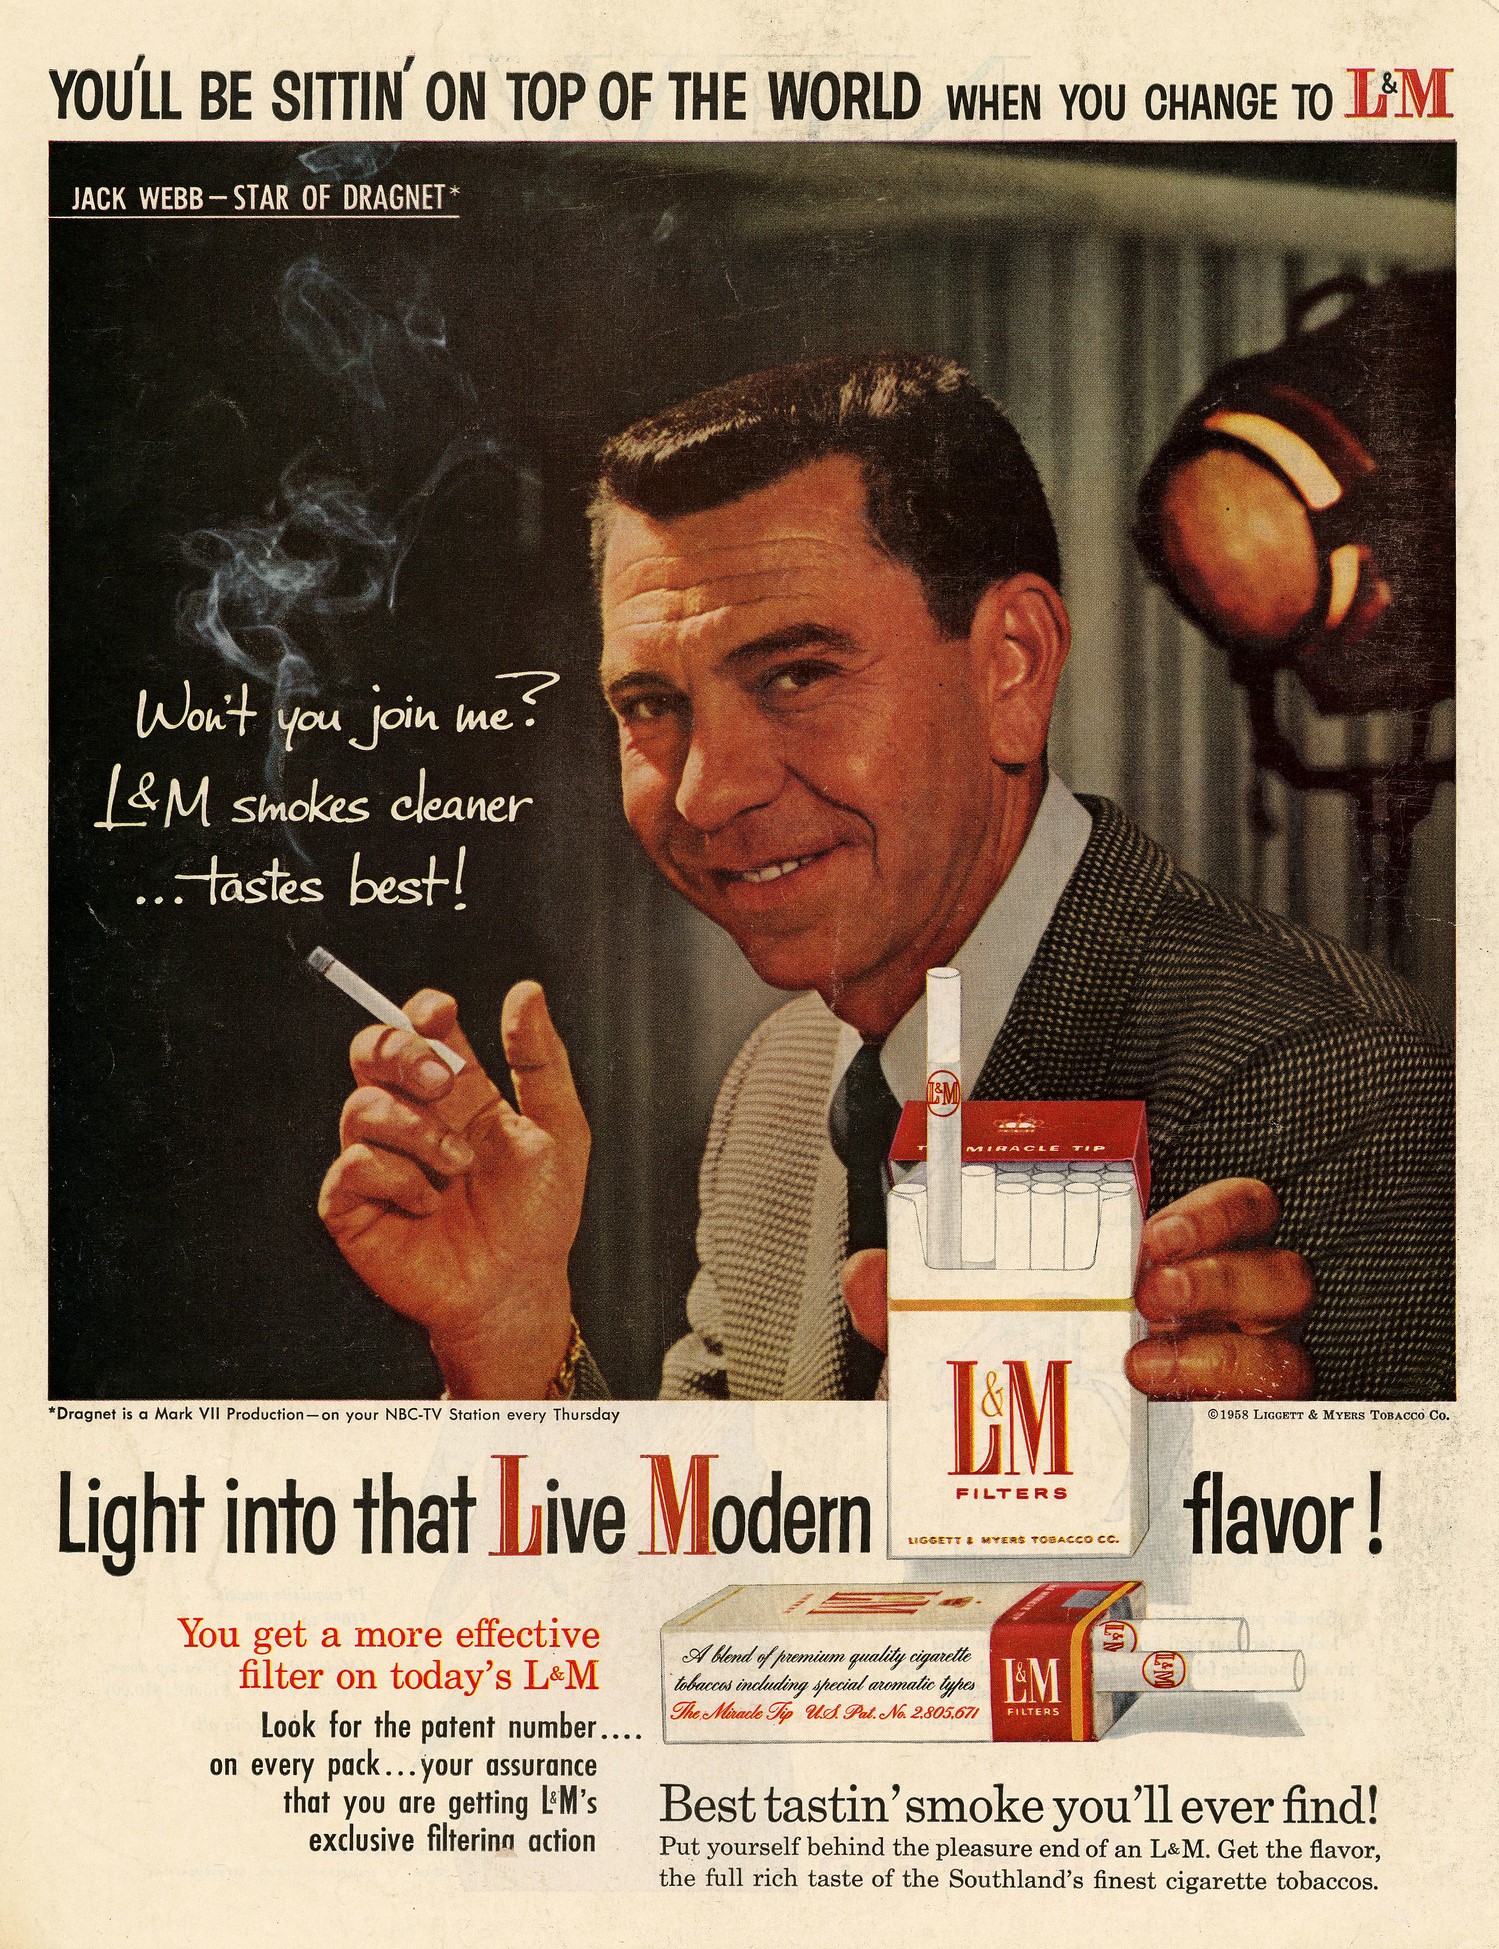 YOU'LL BE SITTIN' ON TOP OF THE WORLD WHEN YOU CHANGE TO L&M
JACK WEBB—STAR OF DRAGNET*
Won't you join me?
L&M smokes cleaner
...tastes best!
L&M
MIRACLE TIP
L&M
FILTERS
LIGGETT & MYERS TOBACCO CO.
*Dragnet is a Mark VII Production—on your NBC-TV Station every Thursday
©1958 LIGGETT & MYERS TOBACCO CO.
Light into that Live Modern flavor!
You get a more effective
filter on today's L&M
Look for the patent number....
on every pack...your assurance
that you are getting L&M's
exclusive filtering action
A blend of premium quality cigarette
tobaccos including special aromatic types
The Miracle Tip U.S. Pat. No. 2,805,671
L&M
FILTERS
L&M
L&M
Best tastin' smoke you'll ever find!
Put yourself behind the pleasure end of an L&M. Get the flavor,
the full rich taste of the Southland's finest cigarette tobaccos.